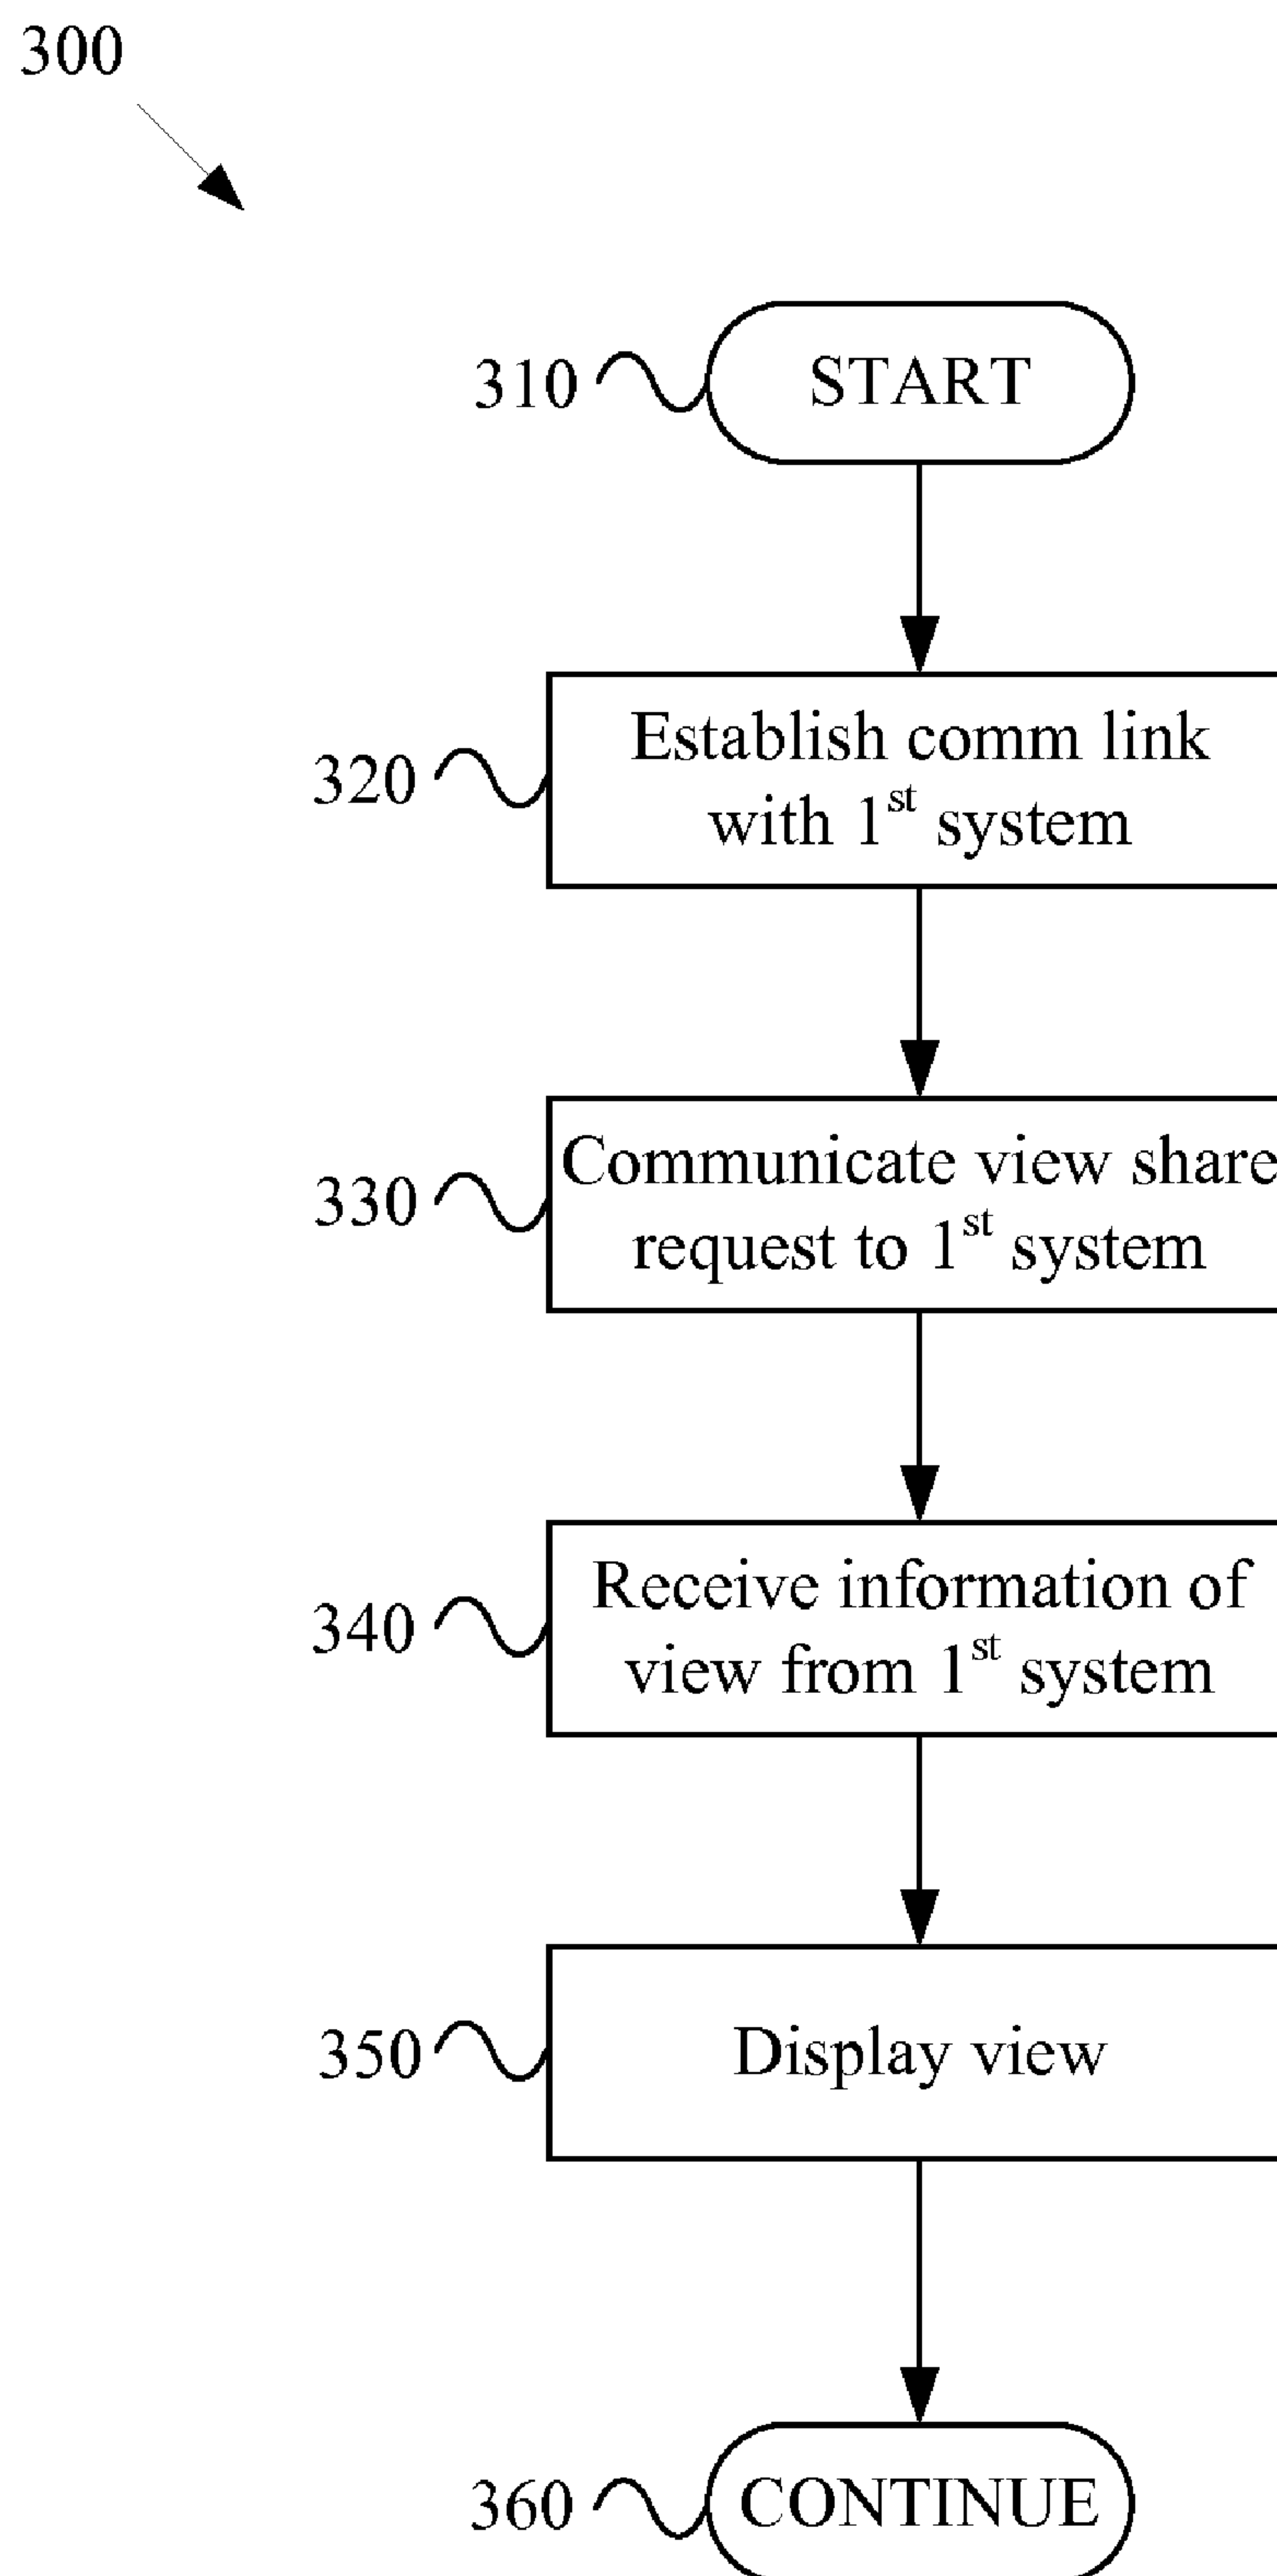 300
310
START
320
Establish comm link
with 1st system
330
Communicate view share
request to 1st system
340
Receive information of
view from 1st system
350
Display view
360
CONTINUE